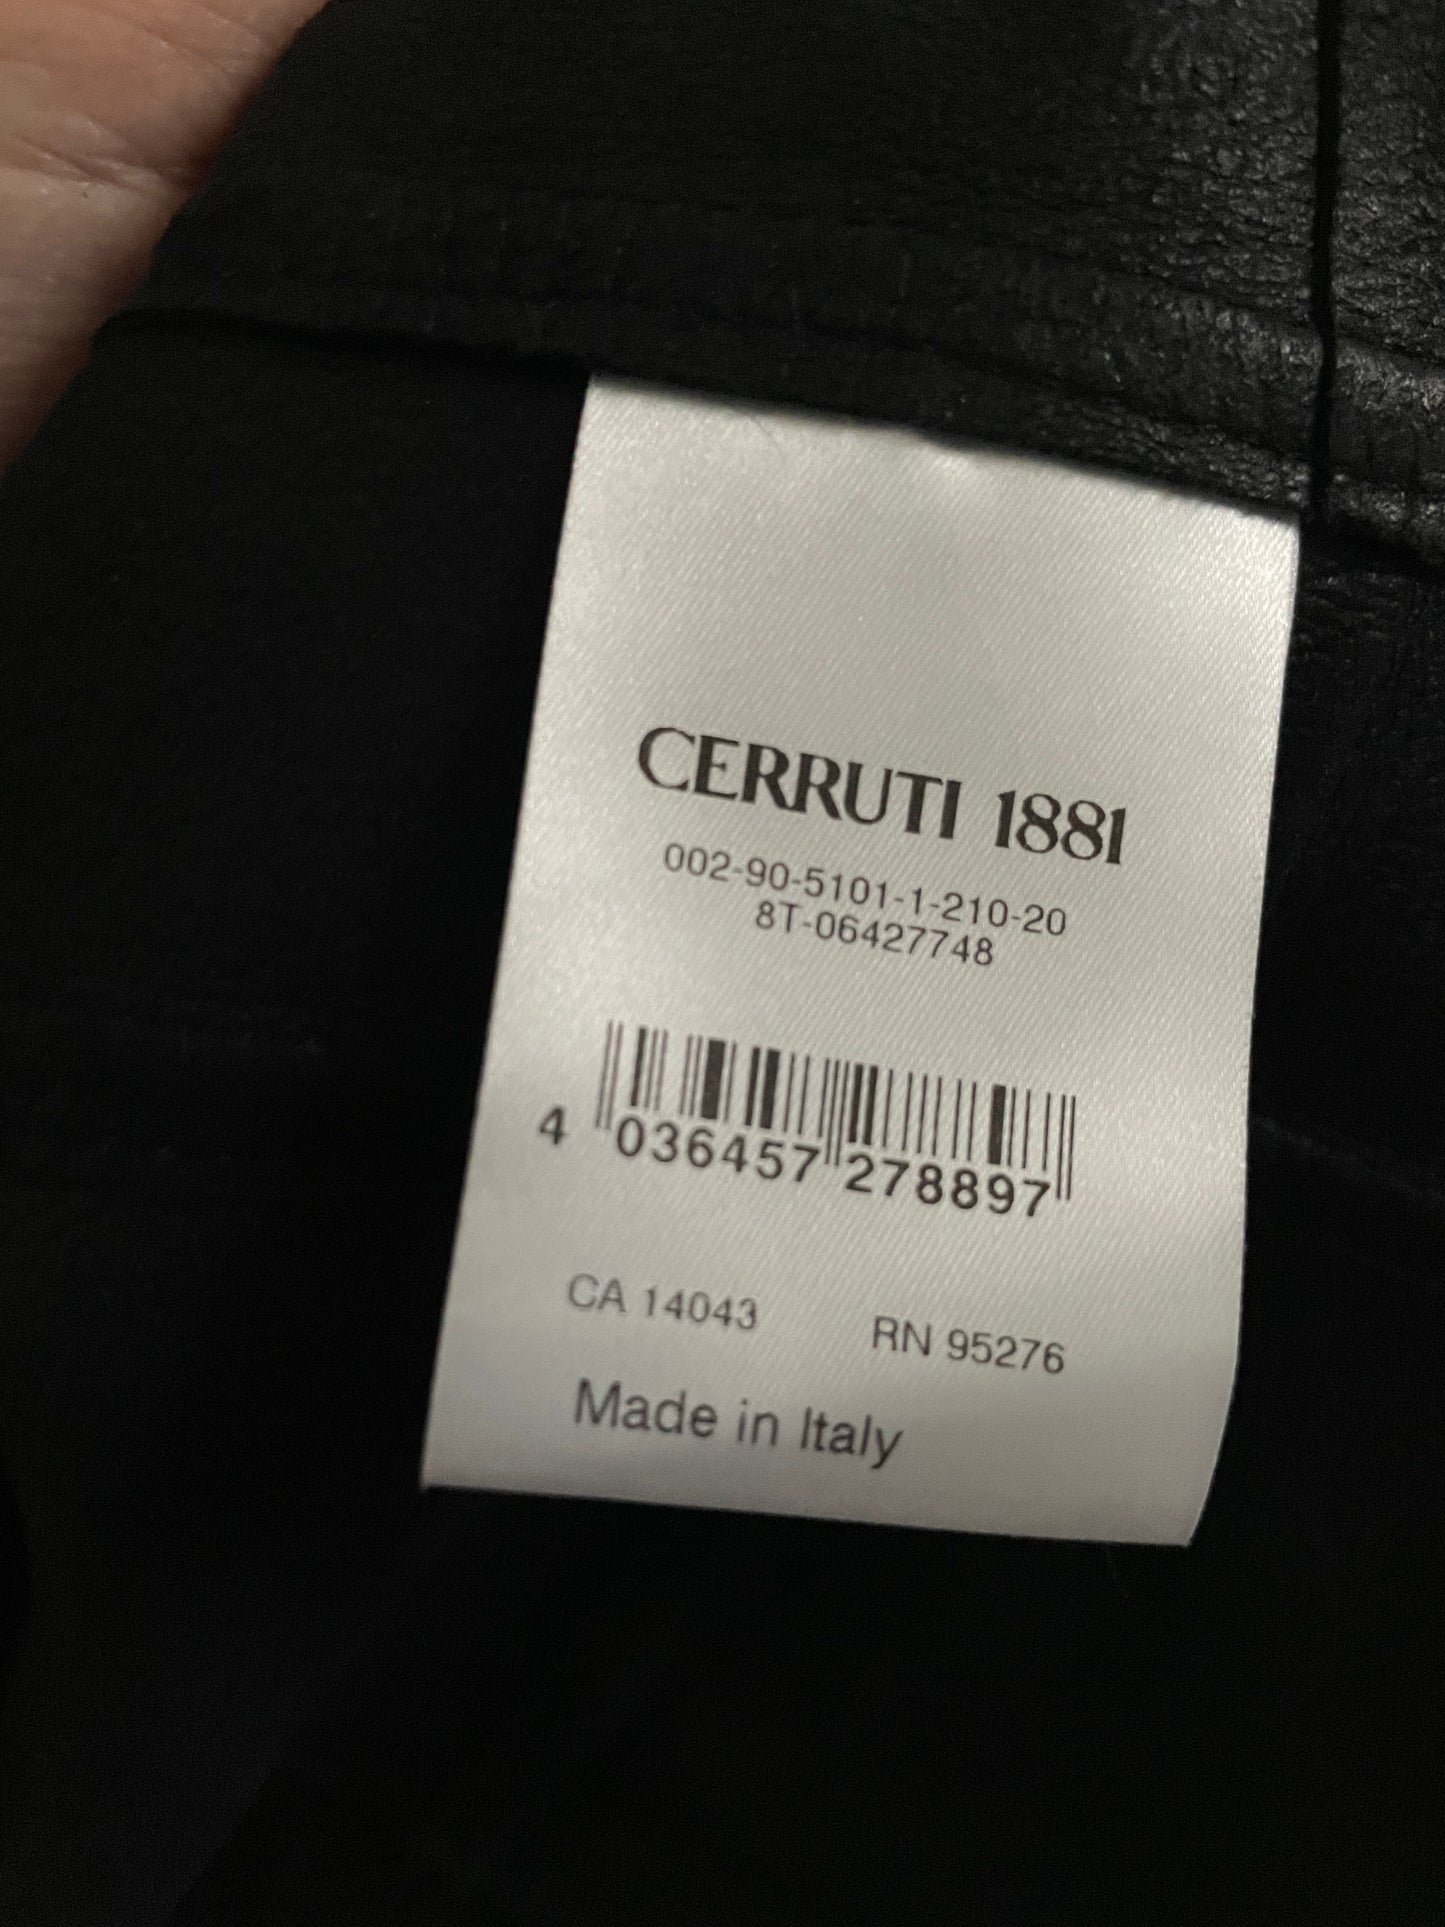 CERRUTI 1881
002-90-5101-1-210-20
8T-06427748
4 036457 278897
CA 14043 RN 95276
Made in Italy